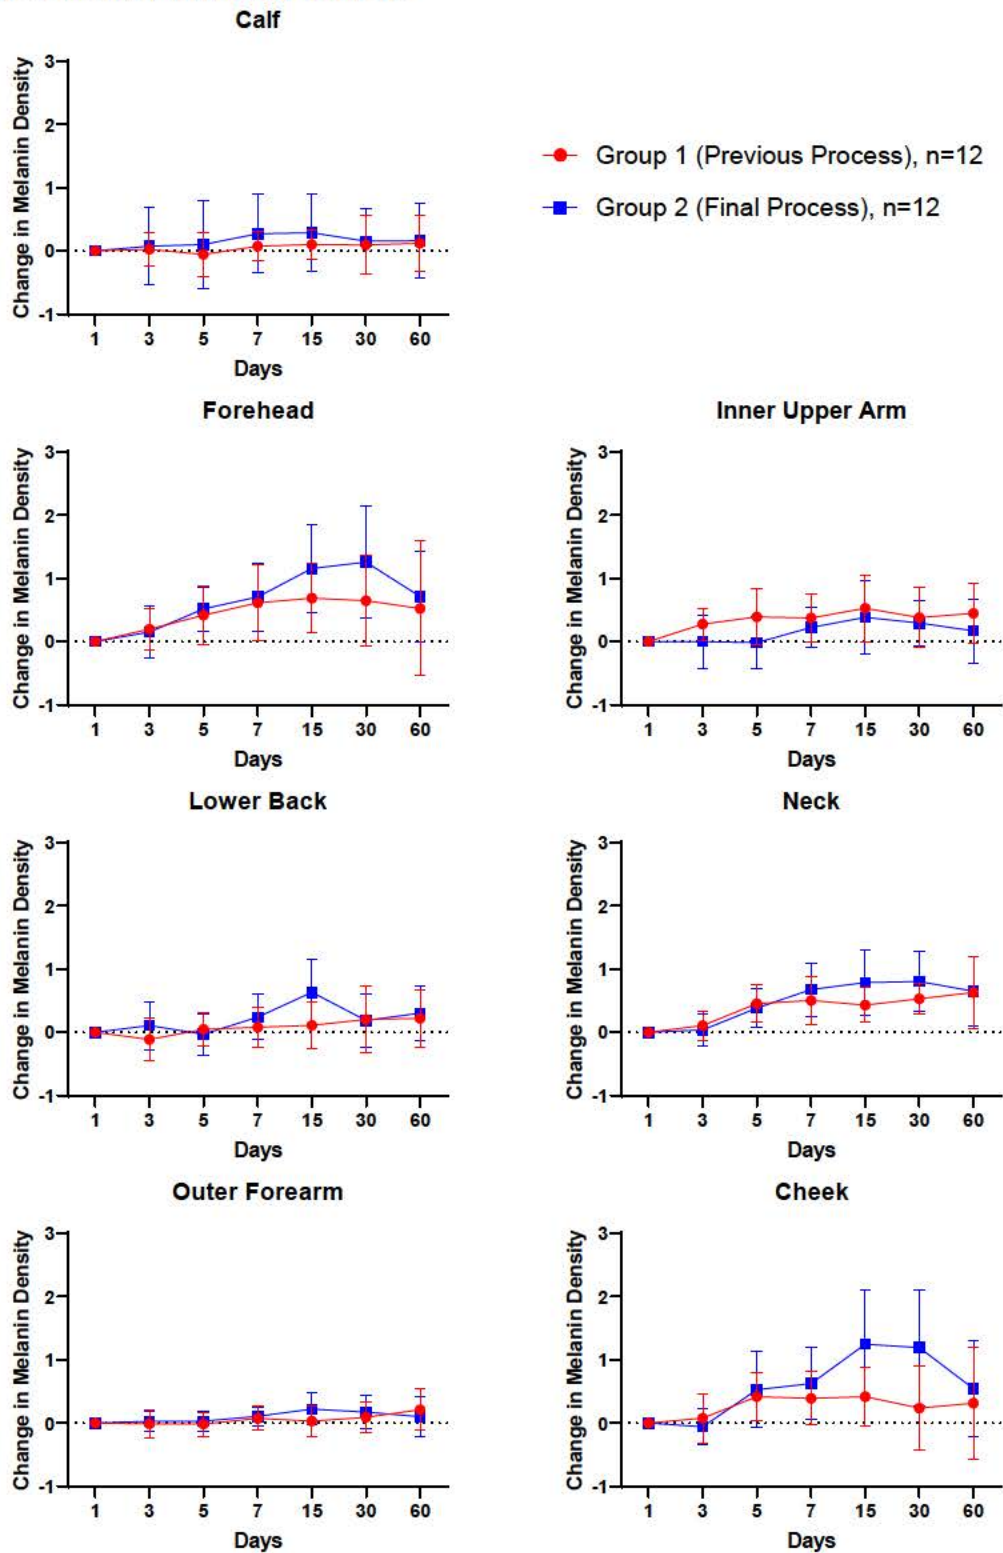 Calf
Change in Melanin Density
3
2
1
0
-1
1 3 5 7 15 30 60
Days
Group 1 (Previous Process), n=12
Group 2 (Final Process), n=12
Forehead
Change in Melanin Density
3
2
1
0
-1
1 3 5 7 15 30 60
Days
Inner Upper Arm
Change in Melanin Density
3
2
1
0
-1
1 3 5 7 15 30 60
Days
Lower Back
Change in Melanin Density
3
2
1
0
-1
1 3 5 7 15 30 60
Days
Neck
Change in Melanin Density
3
2
1
0
-1
1 3 5 7 15 30 60
Days
Outer Forearm
Change in Melanin Density
3
2
1
0
-1
1 3 5 7 15 30 60
Days
Cheek
Change in Melanin Density
3
2
1
0
-1
1 3 5 7 15 30 60
Days